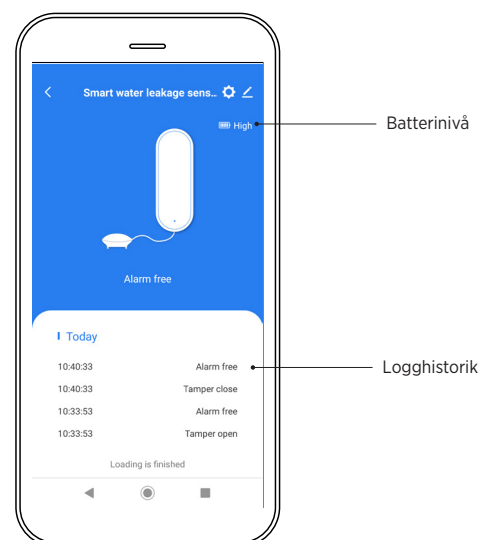 Smart water leakage sens...
High
Batterinivå
Alarm free
Today
10:40:33 Alarm free
Logghistorik
10:40:33 Tamper close
10:33:53 Alarm free
10:33:53 Tamper open
Loading is finished